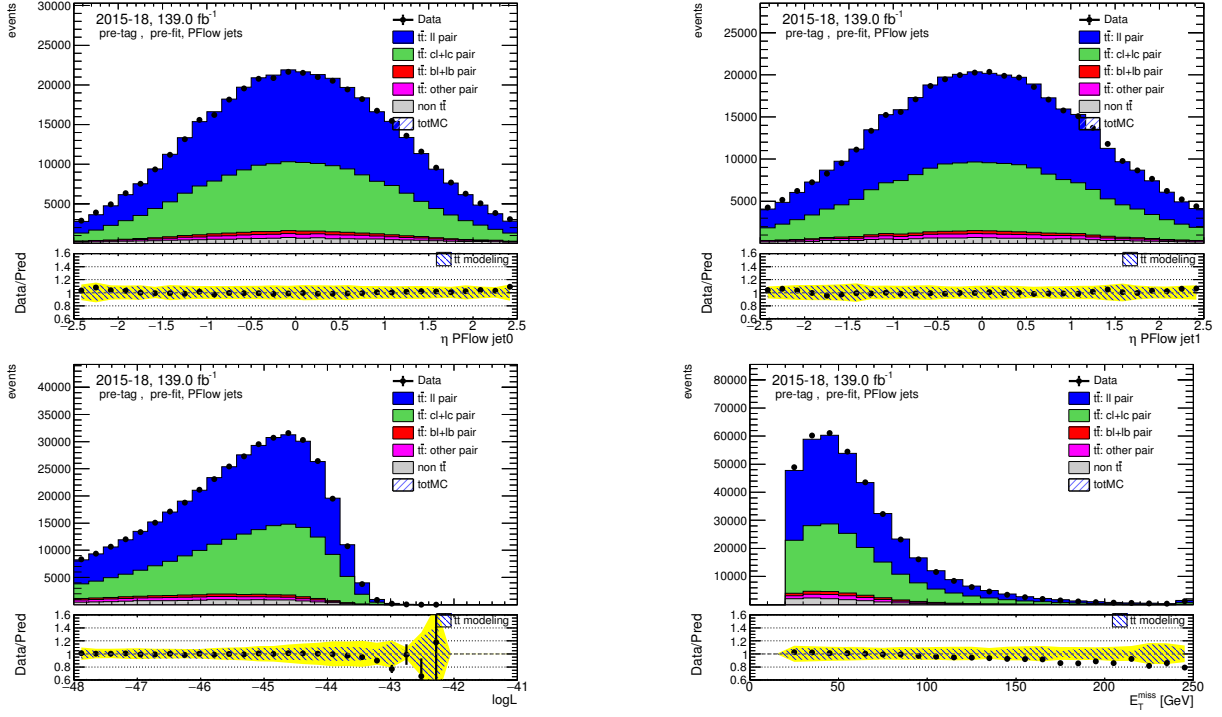 events
30000
25000
20000
15000
10000
5000
2015-18, 139.0 fb-1
pre-tag , pre-fit, PFlow jets
Data
tt̄: ll pair
tt̄: cl+lc pair
tt̄: bl+lb pair
tt̄: other pair
non tt̄
totMC
Data/Pred
1.6
1.4
1.2
1
0.8
0.6
tt̄ modeling
−2.5 −2 −1.5 −1 −0.5 0 0.5 1 1.5 2 2.5
η PFlow jet0
events
25000
20000
15000
10000
5000
2015-18, 139.0 fb-1
pre-tag , pre-fit, PFlow jets
Data
tt̄: ll pair
tt̄: cl+lc pair
tt̄: bl+lb pair
tt̄: other pair
non tt̄
totMC
Data/Pred
1.6
1.4
1.2
1
0.8
0.6
tt̄ modeling
−2.5 −2 −1.5 −1 −0.5 0 0.5 1 1.5 2 2.5
η PFlow jet1
events
40000
35000
30000
25000
20000
15000
10000
5000
2015-18, 139.0 fb-1
pre-tag , pre-fit, PFlow jets
Data
tt̄: ll pair
tt̄: cl+lc pair
tt̄: bl+lb pair
tt̄: other pair
non tt̄
totMC
Data/Pred
1.6
1.4
1.2
1.0
0.8
0.6
tt̄ modeling
−48 −47 −46 −45 −44 −43 −42 −41
logL
events
80000
70000
60000
50000
40000
30000
20000
10000
2015-18, 139.0 fb-1
pre-tag , pre-fit, PFlow jets
Data
tt̄: ll pair
tt̄: cl+lc pair
tt̄: bl+lb pair
tt̄: other pair
non tt̄
totMC
Data/Pred
1.6
1.4
1.2
1
0.8
0.6
tt̄ modeling
0 50 100 150 200 250
E_T^miss [GeV]